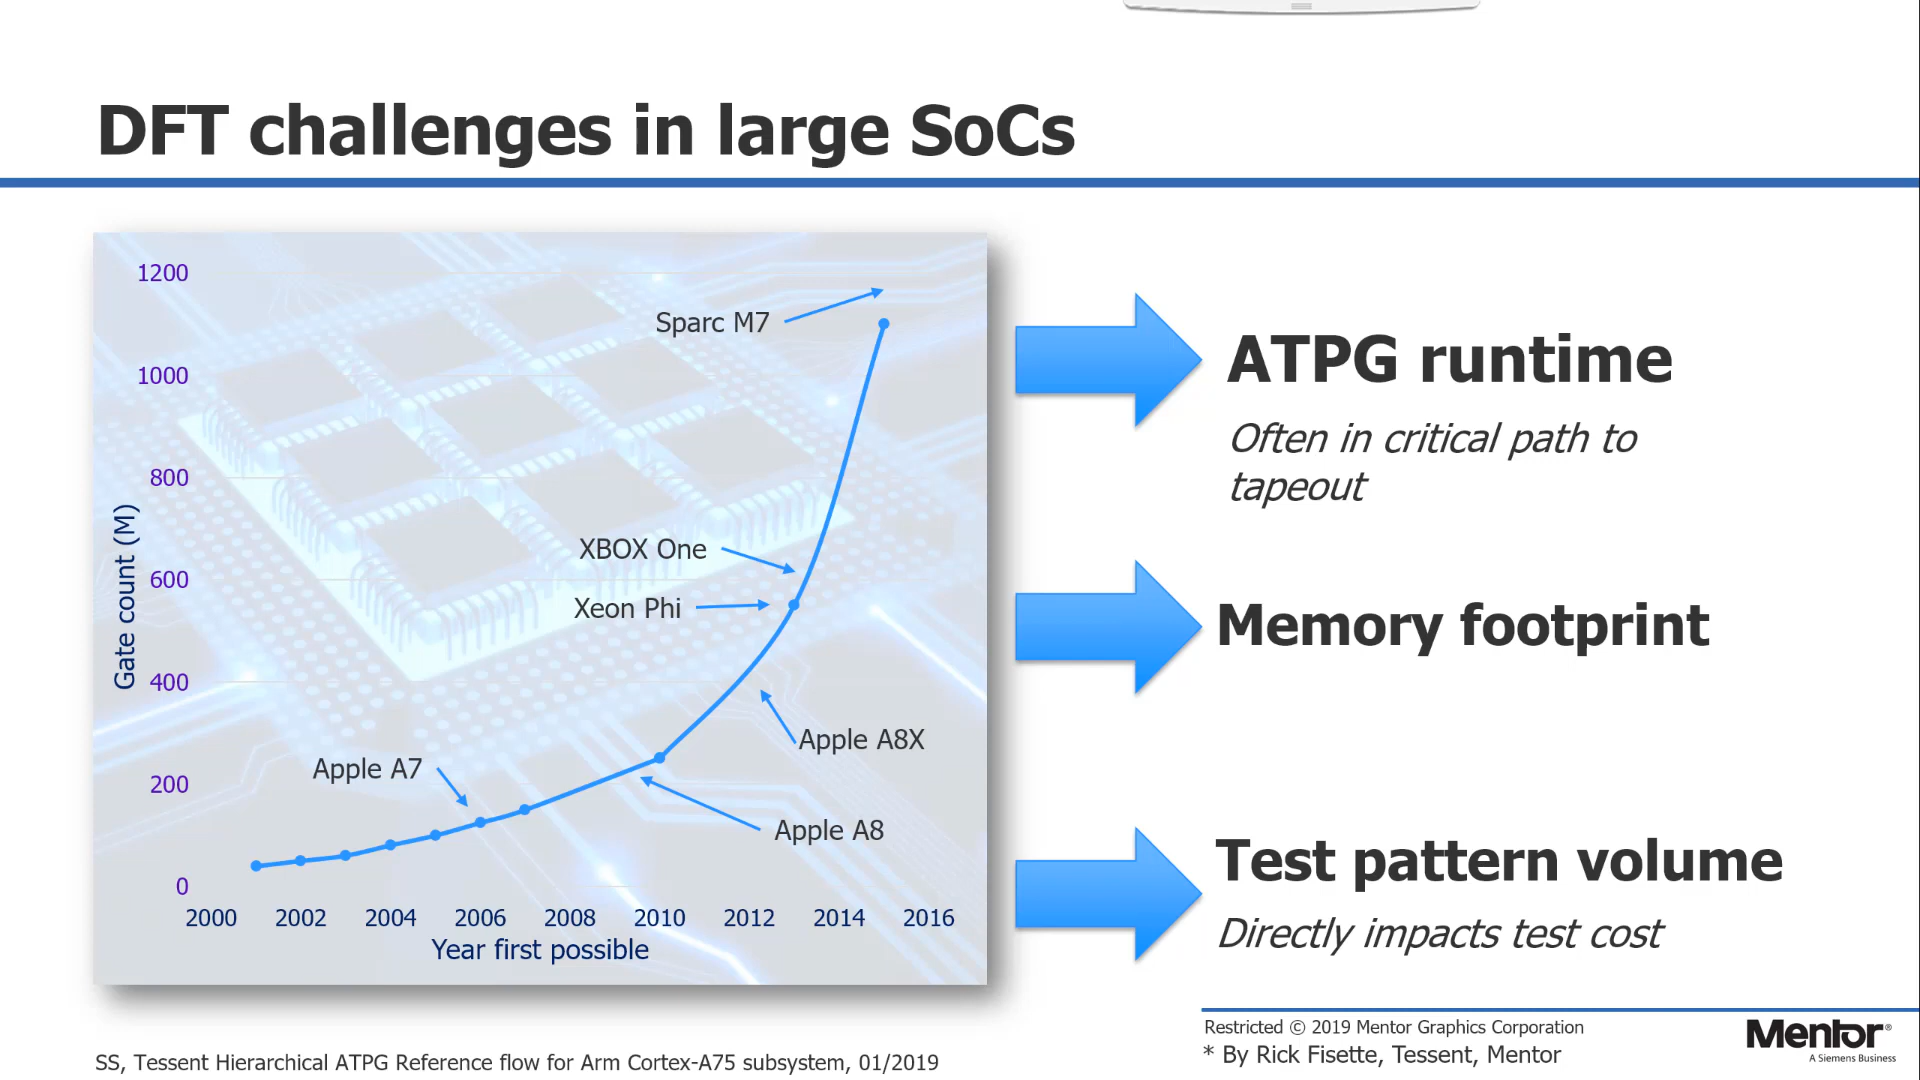 DFT challenges in large SoCs
1200
1000
800
600
400
200
0
Gate count (M)
2000 2002 2004 2006 2008 2010 2012 2014 2016
Year first possible
Sparc M7
XBOX One
Xeon Phi
Apple A8X
Apple A7
Apple A8
ATPG runtime
Often in critical path to
tapeout
Memory footprint
Test pattern volume
Directly impacts test cost
Restricted © 2019 Mentor Graphics Corporation
* By Rick Fisette, Tessent, Mentor
Mentor®
A Siemens Business
SS, Tessent Hierarchical ATPG Reference flow for Arm Cortex-A75 subsystem, 01/2019